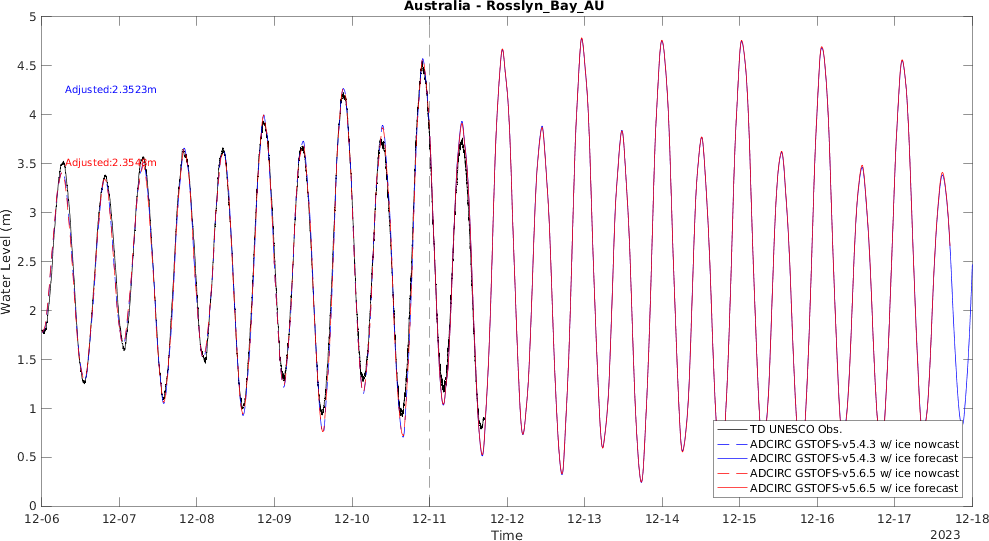 Australia - Rosslyn_Bay_AU
Water Level (m)
5
4.5
4
3.5
3
2.5
2
1.5
1
0.5
0
Adjusted:2.3523m
TD UNESCO Obs.
ADCIRC GSTOFS-v5.4.3 w/ ice nowcast
ADCIRC GSTOFS-v5.4.3 w/ ice forecast
ADCIRC GSTOFS-v5.6.5 w/ ice nowcast
ADCIRC GSTOFS-v5.6.5 w/ ice forecast
12-06 12-07 12-08 12-09 12-10 12-11 12-12 12-13 12-14 12-15 12-16 12-17 12-18
Time
2023